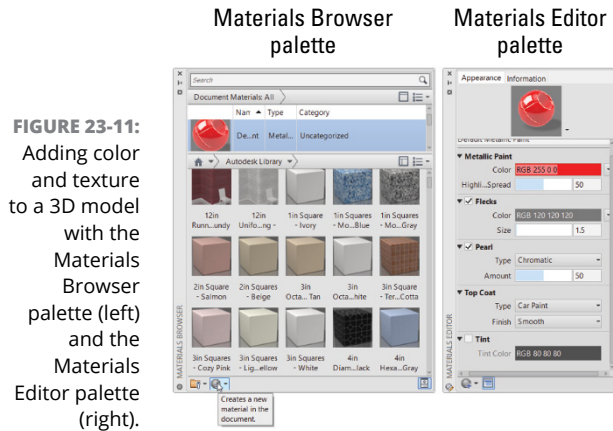 Materials Browser
palette
Materials Editor
palette
FIGURE 23-11:
Adding color
and texture
to a 3D model
with the
Materials
Browser
palette (left)
and the
Materials
Editor palette
(right).
Search
Document Materials: All
Nan Type Category
De...nt Metal... Uncategorized
Autodesk Library
12in 12in 1in Square 1in Squares 1in Squares
Runn...undy Unifo...ng - - Ivory - Mo...Blue - Mo...Gray
2in Square 2in Squares 3in 3in 3in Square
- Salmon - Beige Octa... Tan Octa...hite - Ter...Cotta
3in Squares 3in Squares 3in Squares 4in 4in
- Cozy Pink - Lig...ellow - White Diam...lack Hexa...Gray
MATERIALS BROWSER
Creates a new
material in the
document.
Appearance Information
Default Metallic Paint
Metallic Paint
Color RGB 255 0 0
Highli...Spread 50
Flecks
Color RGB 120 120 120
Size 1.5
Pearl
Type Chromatic
Amount 50
Top Coat
Type Car Paint
Finish Smooth
Tint
Tint Color RGB 80 80 80
MATERIALS EDITOR